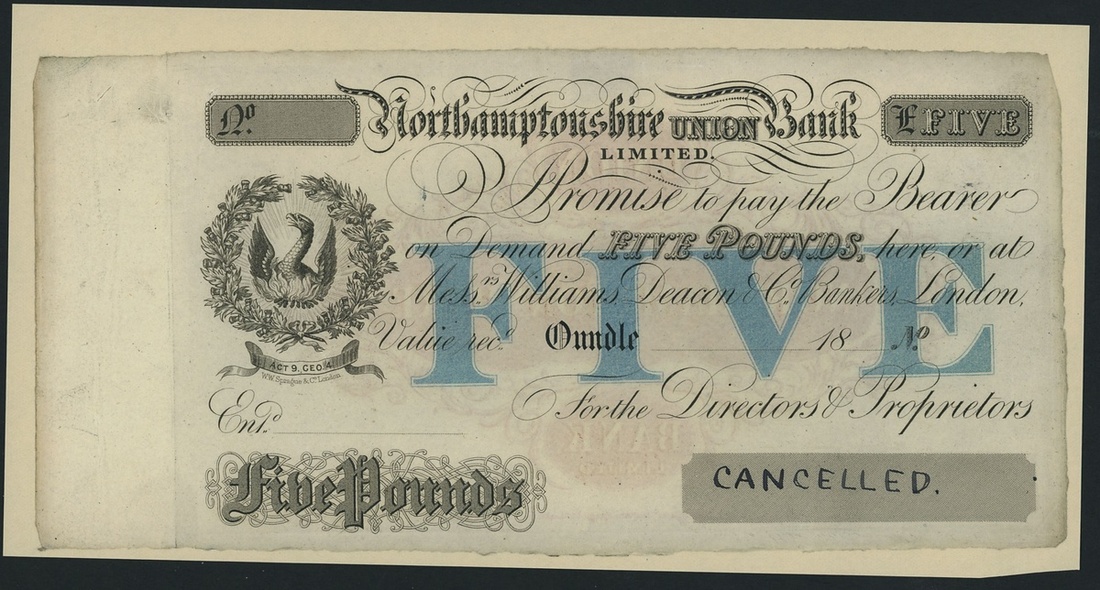 Nº Northamptonshire UNION Bank £FIVE
LIMITED.
Promise to pay the Bearer
on Demand FIVE POUNDS, here, or at
Messrs Williams, Deacon & Co. Bankers, London,
Value recd. Oundle 18 Nº
FIVE
ACT 9, GEO. 4.
W.W. Sprague & Co. London.
Entd. For the Directors & Proprietors
Five Pounds CANCELLED.
BANK
LIMITED